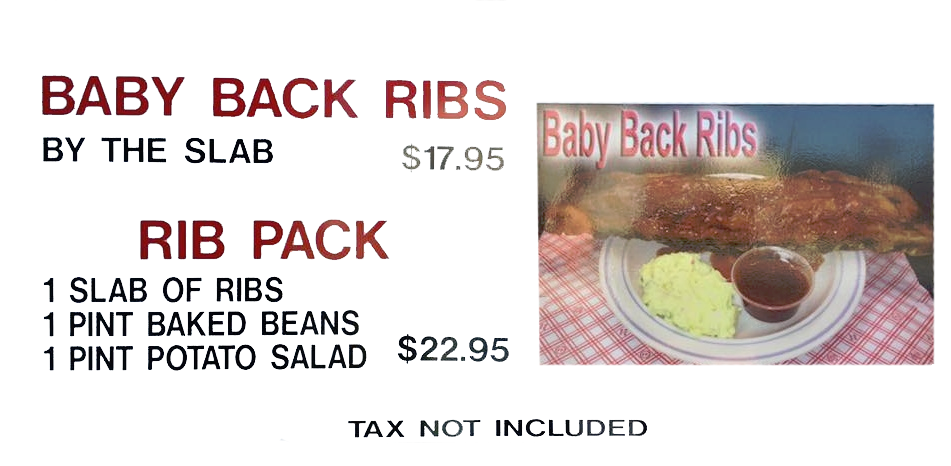 BABY BACK RIBS
BY THE SLAB $17.95
RIB PACK
1 SLAB OF RIBS
1 PINT BAKED BEANS
1 PINT POTATO SALAD $22.95
Baby Back Ribs
TAX NOT INCLUDED